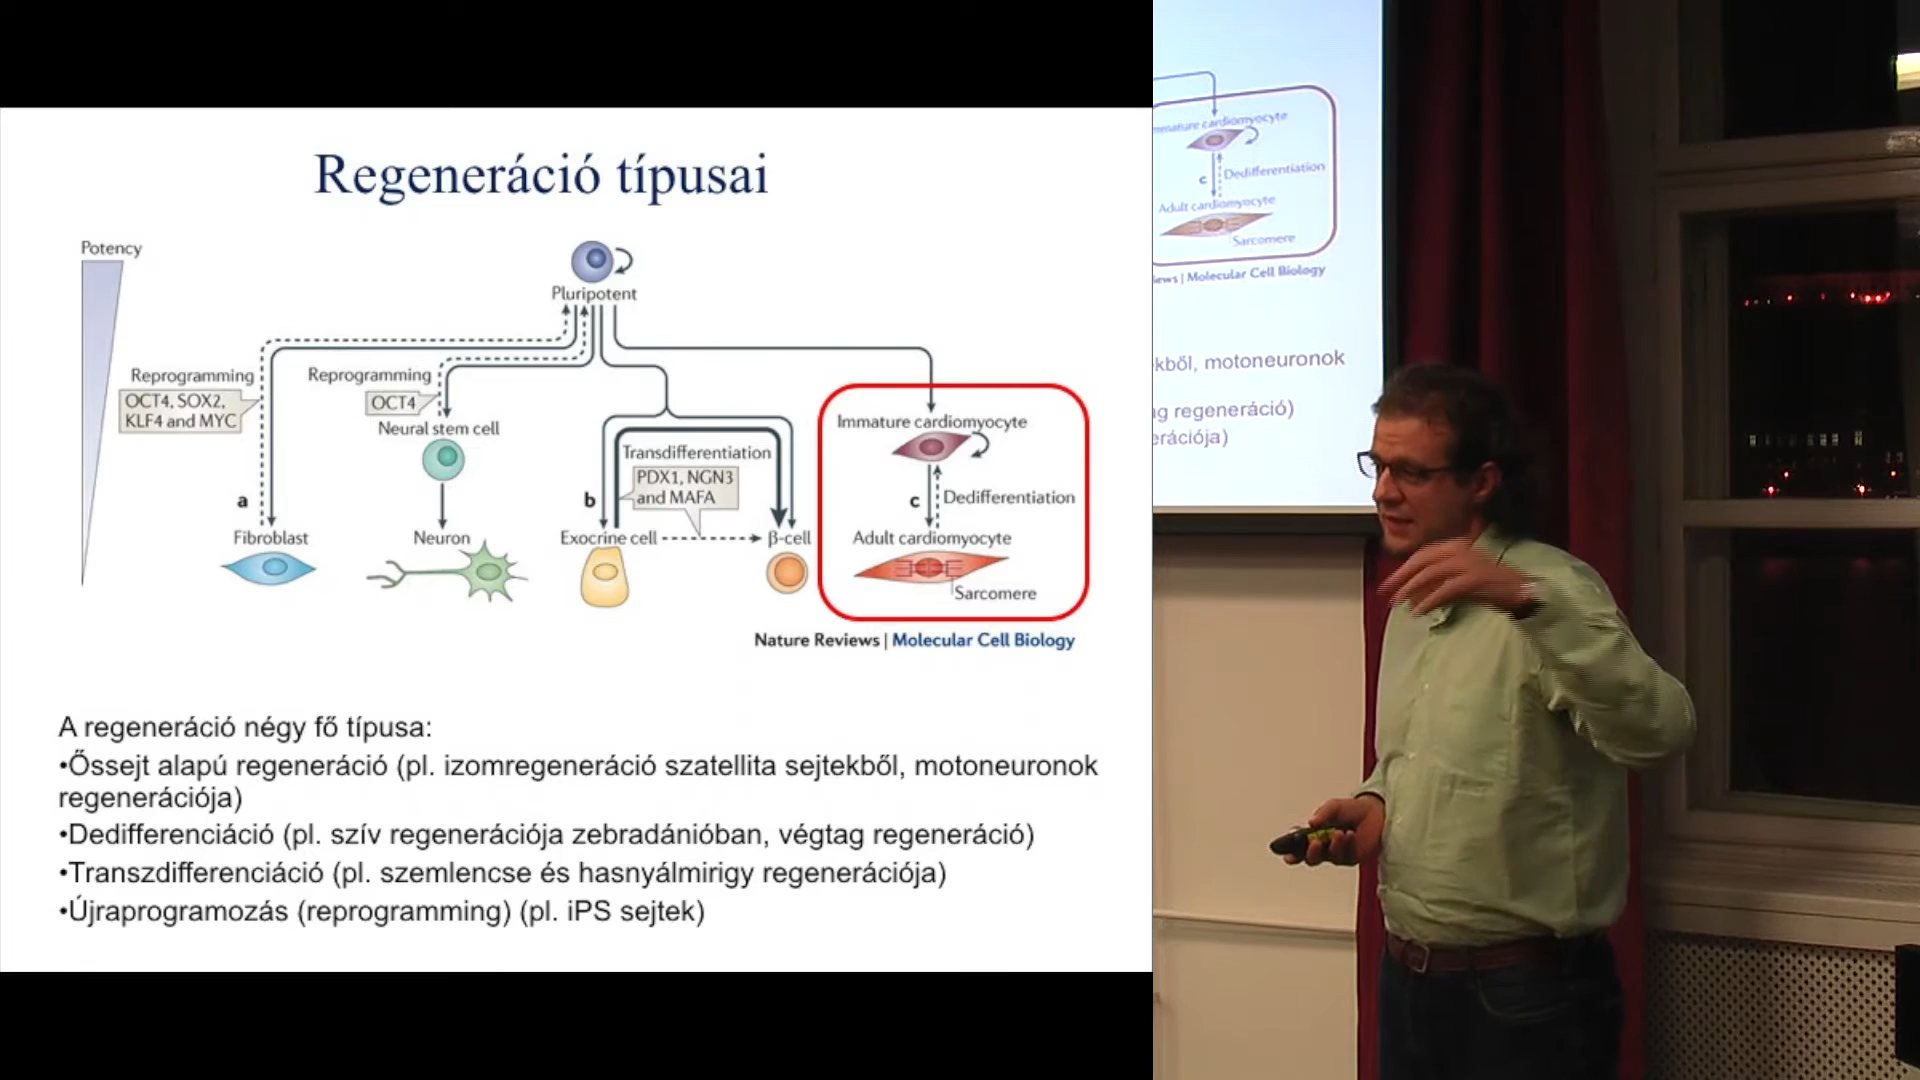 Regeneráció típusai
Potency
Pluripotent
Reprogramming
OCT4, SOX2,
KLF4 and MYC
Reprogramming
OCT4
Neural stem cell
Transdifferentiation
PDX1, NGN3
and MAFA
Immature cardiomyocyte
a
b
c
Dedifferentiation
Fibroblast
Neuron
Exocrine cell
β-cell
Adult cardiomyocyte
Sarcomere
Nature Reviews | Molecular Cell Biology
A regeneráció négy fő típusa:
•Őssejt alapú regeneráció (pl. izomregeneráció szatellita sejtekből, motoneuronok
regenerációja)
•Dedifferenciáció (pl. szív regenerációja zebradánióban, végtag regeneráció)
•Transzdifferenciáció (pl. szemlencse és hasnyálmirigy regenerációja)
•Újraprogramozás (reprogramming) (pl. iPS sejtek)
mmature cardiomyocyte
c
Dedifferentiation
Adult cardiomyocyte
Sarcomere
iews | Molecular Cell Biology
kből, motoneuronok
ag regeneráció)
erációja)